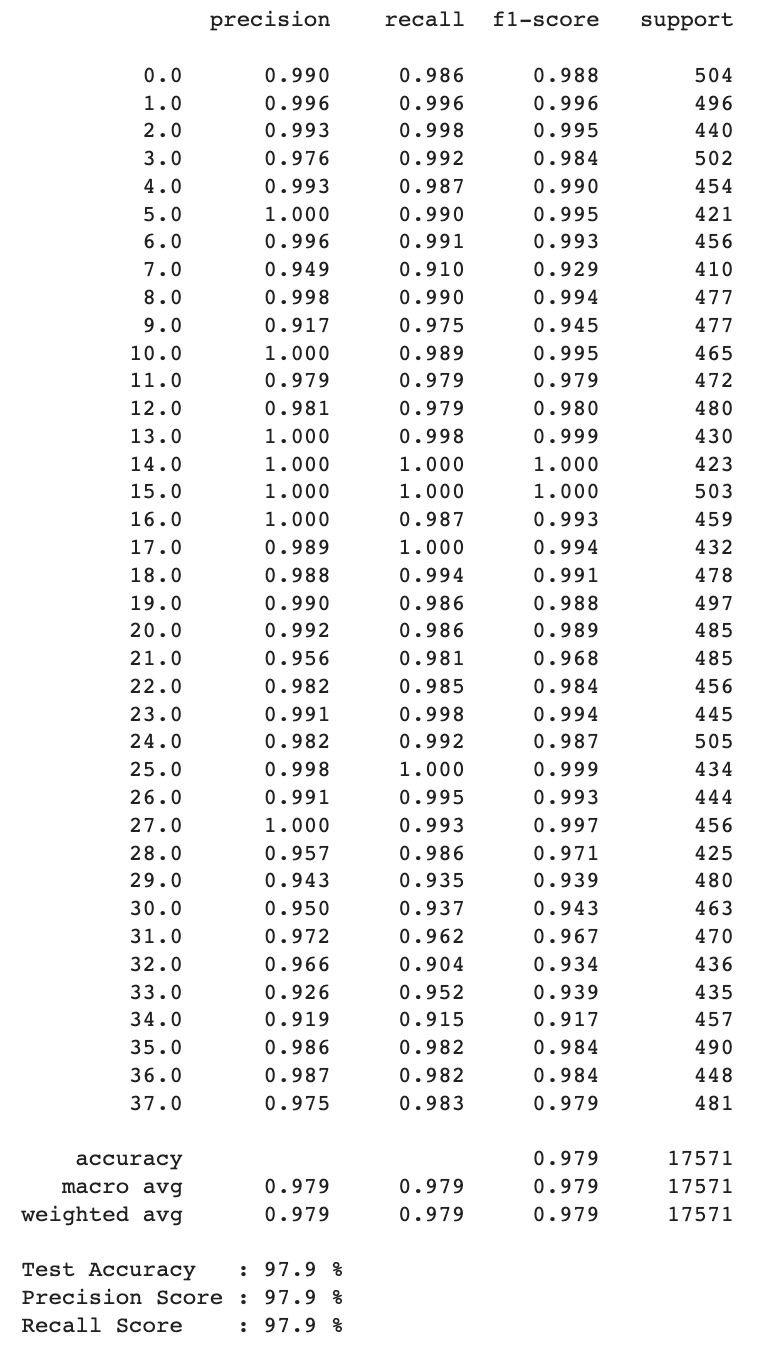 precision recall f1-score support
0.0 0.990 0.986 0.988 504
1.0 0.996 0.996 0.996 496
2.0 0.993 0.998 0.995 440
3.0 0.976 0.992 0.984 502
4.0 0.993 0.987 0.990 454
5.0 1.000 0.990 0.995 421
6.0 0.996 0.991 0.993 456
7.0 0.949 0.910 0.929 410
8.0 0.998 0.990 0.994 477
9.0 0.917 0.975 0.945 477
10.0 1.000 0.989 0.995 465
11.0 0.979 0.979 0.979 472
12.0 0.981 0.979 0.980 480
13.0 1.000 0.998 0.999 430
14.0 1.000 1.000 1.000 423
15.0 1.000 1.000 1.000 503
16.0 1.000 0.987 0.993 459
17.0 0.989 1.000 0.994 432
18.0 0.988 0.994 0.991 478
19.0 0.990 0.986 0.988 497
20.0 0.992 0.986 0.989 485
21.0 0.956 0.981 0.968 485
22.0 0.982 0.985 0.984 456
23.0 0.991 0.998 0.994 445
24.0 0.982 0.992 0.987 505
25.0 0.998 1.000 0.999 434
26.0 0.991 0.995 0.993 444
27.0 1.000 0.993 0.997 456
28.0 0.957 0.986 0.971 425
29.0 0.943 0.935 0.939 480
30.0 0.950 0.937 0.943 463
31.0 0.972 0.962 0.967 470
32.0 0.966 0.904 0.934 436
33.0 0.926 0.952 0.939 435
34.0 0.919 0.915 0.917 457
35.0 0.986 0.982 0.984 490
36.0 0.987 0.982 0.984 448
37.0 0.975 0.983 0.979 481
accuracy 0.979 17571
macro avg 0.979 0.979 0.979 17571
weighted avg 0.979 0.979 0.979 17571
Test Accuracy : 97.9 %
Precision Score : 97.9 %
Recall Score : 97.9 %